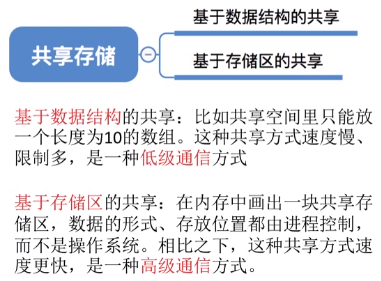 共享存储
基于数据结构的共享
基于存储区的共享
基于数据结构的共享：比如共享空间里只能放
一个长度为10的数组。这种共享方式速度慢、
限制多，是一种低级通信方式
基于存储区的共享：在内存中画出一块共享存
储区，数据的形式、存放位置都由进程控制，
而不是操作系统。相比之下，这种共享方式速
度更快，是一种高级通信方式。